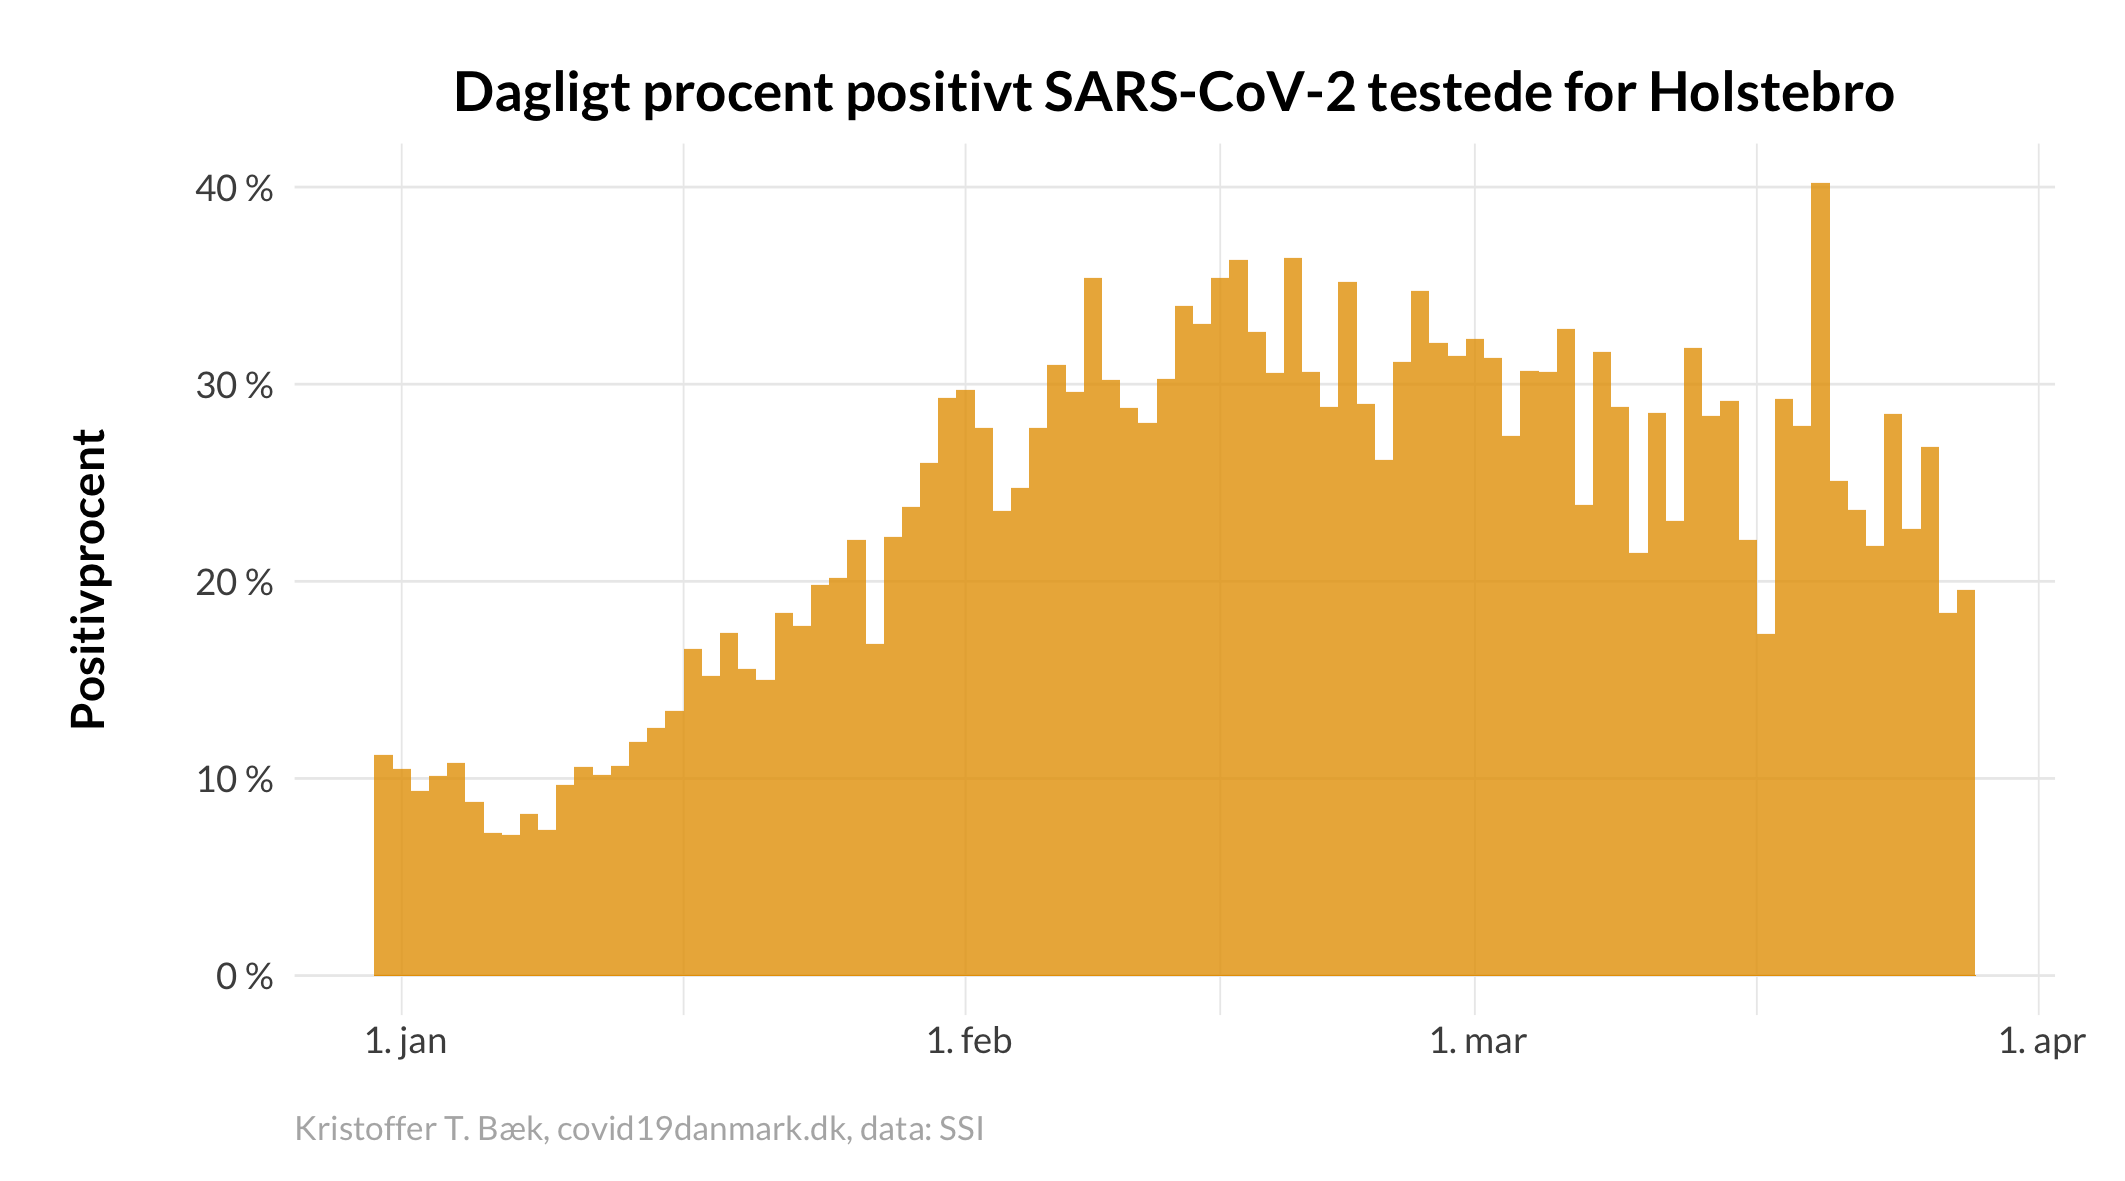 Dagligt procent positivt SARS-CoV-2 testede for Holstebro
Positivprocent
40 %
30 %
20 %
10 %
0 %
1. jan
1. feb
1. mar
1. apr
Kristoffer T. Bæk, covid19danmark.dk, data: SSI